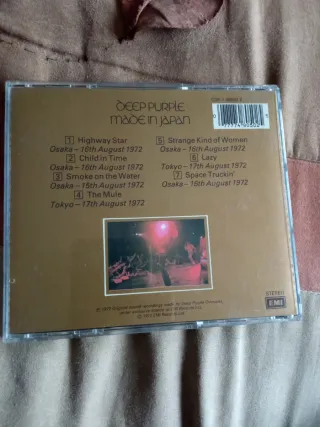 DEEP PURPLE
MADE IN JAPAN
1 Highway Star
Osaka – 16th August 1972
2 Child in Time
Osaka – 16th August 1972
3 Smoke on the Water
Osaka – 15th August 1972
4 The Mule
Tokyo – 17th August 1972
5 Strange Kind of Woman
Osaka – 16th August 1972
6 Lazy
Tokyo – 17th August 1972
7 Space Truckin'
Osaka – 16th August 1972
STEREO
EMI